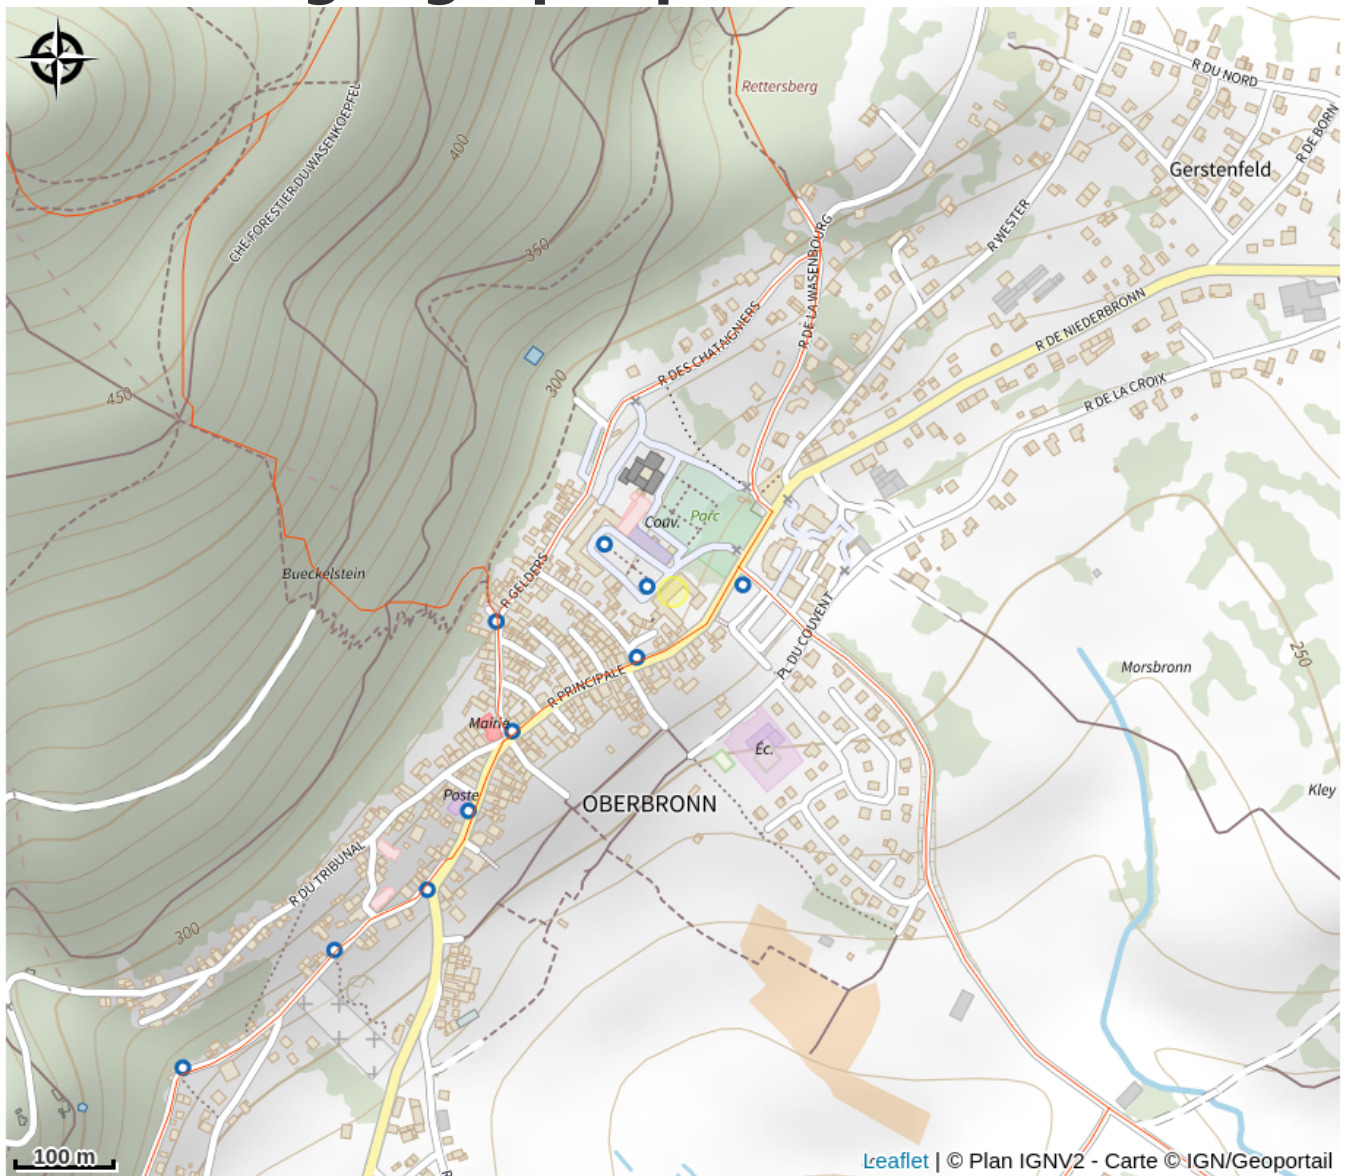 Rettersberg
R DU NORD
R DE BORN
Gerstenfeld
CHE FORESTIER DU WASENKOEPFEL
400
350
R WESTER
R DE LA WASENBOURG
R DE NIEDERBRONN
R DES CHATAIGNIERS
R DE LA CROIX
300
450
Parc
Couv.
Bueckelstein
R GELDERS
PL DU COUVENT
250
Morsbronn
R PRINCIPALE
Mairie
Éc.
Kley
Poste
OBERBRONN
R DU TRIBUNAL
300
100 m
R
Leaflet | © Plan IGNV2 - Carte © IGN/Geoportail